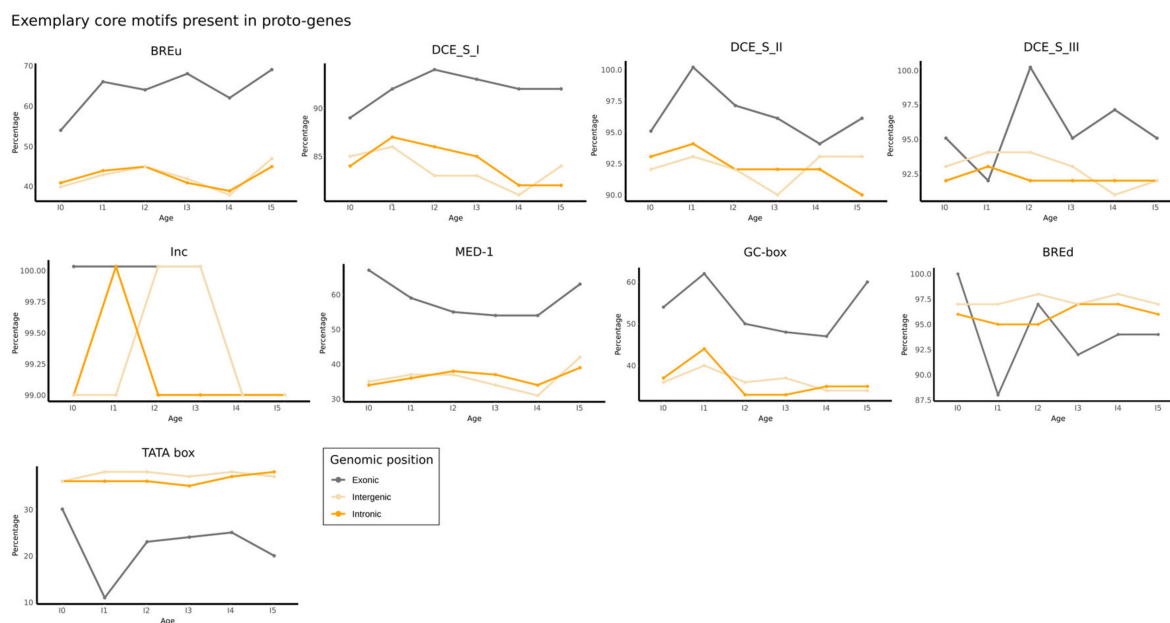 Exemplary core motifs present in proto-genes
BREu
70
60
50
40
Percentage
I0 I1 I2 I3 I4 I5
Age
DCE_S_I
90
85
Percentage
I0 I1 I2 I3 I4 I5
Age
DCE_S_II
100.0
97.5
95.0
92.5
90.0
Percentage
I0 I1 I2 I3 I4 I5
Age
DCE_S_III
100.0
97.5
95.0
92.5
Percentage
I0 I1 I2 I3 I4 I5
Age
Inc
100.00
99.75
99.50
99.25
99.00
Percentage
I0 I1 I2 I3 I4 I5
Age
MED-1
60
50
40
30
Percentage
I0 I1 I2 I3 I4 I5
Age
GC-box
60
50
40
Percentage
I0 I1 I2 I3 I4 I5
Age
BREd
100.0
97.5
95.0
92.5
90.0
87.5
Percentage
I0 I1 I2 I3 I4 I5
Age
TATA box
30
20
10
Percentage
I0 I1 I2 I3 I4 I5
Age
Genomic position
Exonic
Intergenic
Intronic